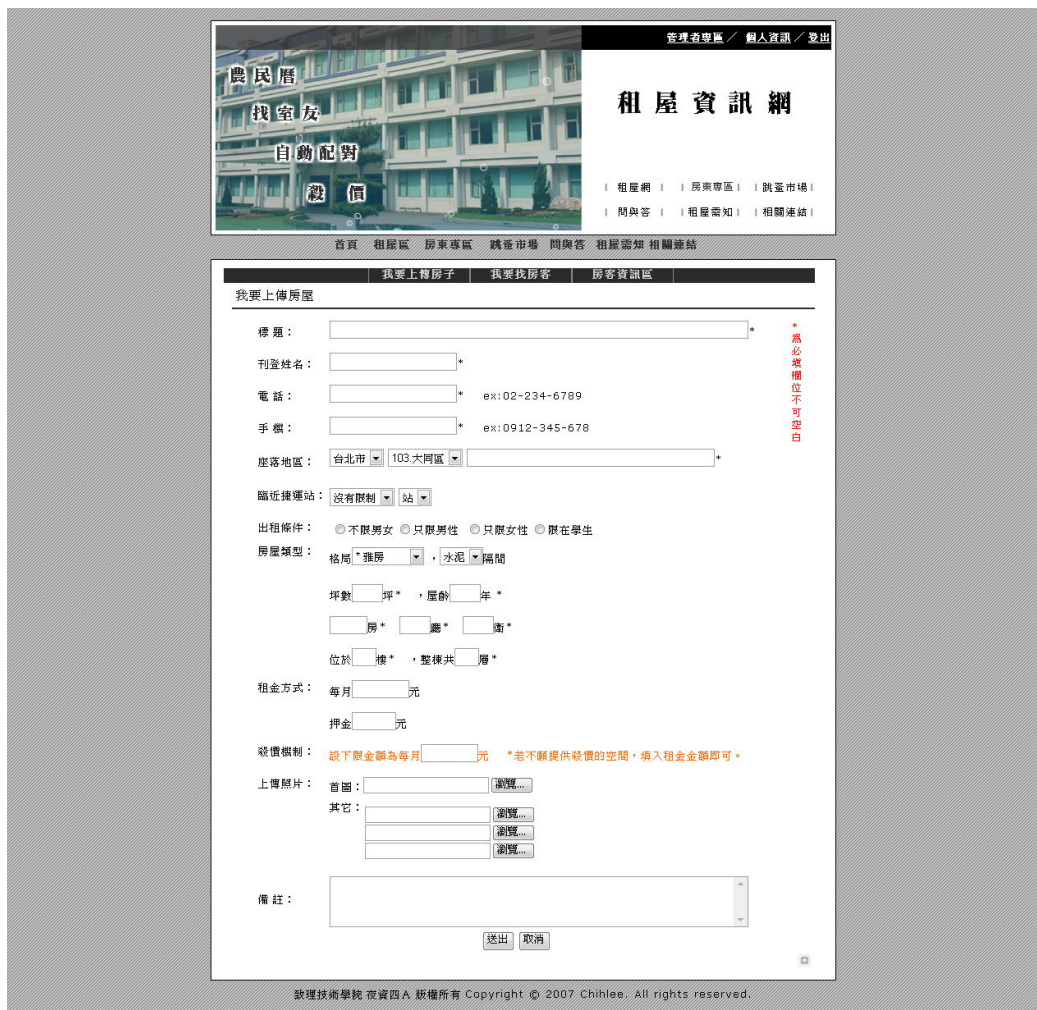 管理者專區／ 個人資訊／登出
農民曆
找室友
自動配對
殺 價
租屋資訊網
| 租屋網 | | 房東專區 | | 跳蚤市場 |
| 問與答 | | 租屋需知 | | 相關連結 |
首頁 租屋區 房東專區 跳蚤市場 問與答 租屋需知 相關連結
我要上傳房子 我要找房客 房客資訊區
我要上傳房屋
標 題： *
刊登姓名： *
電 話： * ex:02-234-6789
手 機： * ex:0912-345-678
*為必填欄位不可空白
座落地區： 台北市 103.大同區 *
臨近捷運站： 沒有限制 站
出租條件： 不限男女 只限男性 只限女性 限在學生
房屋類型： 格局 * 雅房 ，水泥 隔間
坪數 坪* ，屋齡 年 *
房* 廳* 衛*
位於 樓* ，整棟共 層*
租金方式： 每月 元
押金 元
殺價機制： 設下限金額為每月 元 *若不願提供殺價的空間，填入租金金額即可。
上傳照片： 首圖： 瀏覽...
其它： 瀏覽...
瀏覽...
瀏覽...
備 註：
送出 取消
致理技術學院 夜資四A 版權所有 Copyright © 2007 Chihlee. All rights reserved.